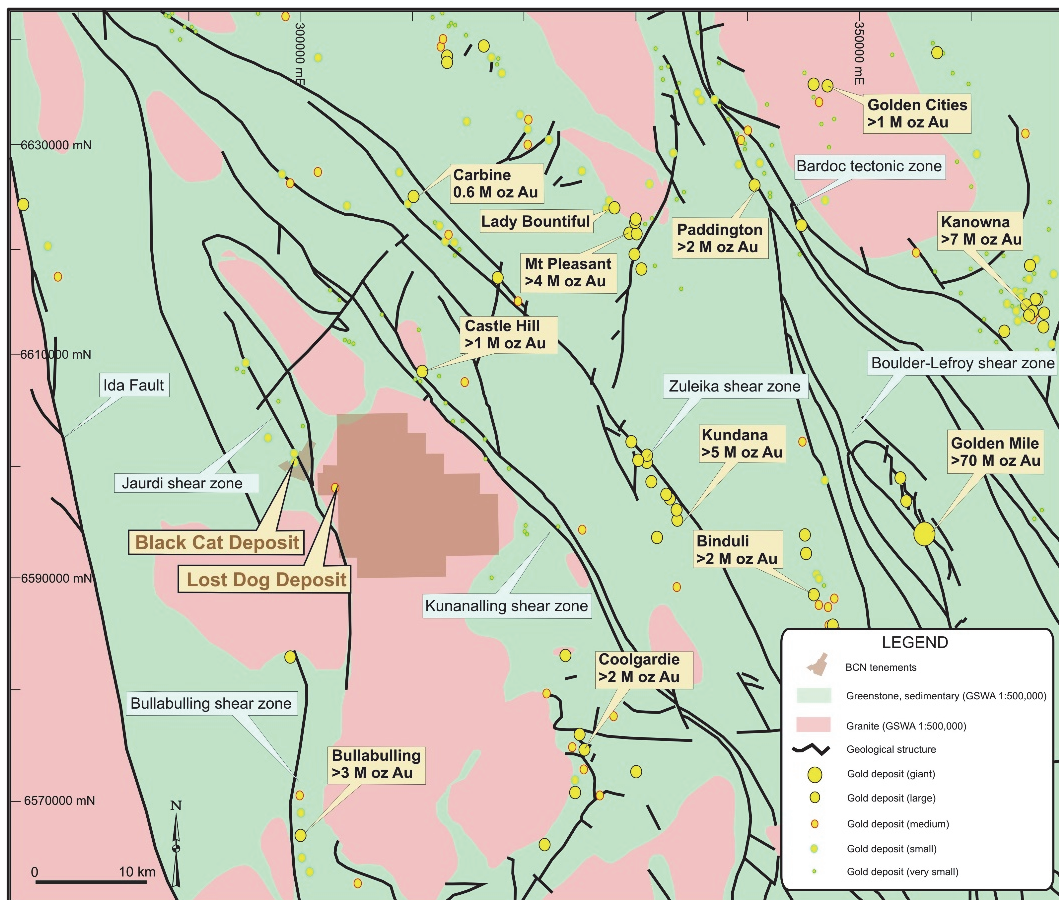 300000 mE
350000 mE
Golden Cities
>1 M oz Au
6630000 mN
Bardoc tectonic zone
Carbine
0.6 M oz Au
Lady Bountiful
Paddington
>2 M oz Au
Kanowna
>7 M oz Au
Mt Pleasant
>4 M oz Au
Castle Hill
>1 M oz Au
6610000 mN
Boulder-Lefroy shear zone
Ida Fault
Zuleika shear zone
Kundana
>5 M oz Au
Golden Mile
>70 M oz Au
Jaurdi shear zone
Black Cat Deposit
Binduli
>2 M oz Au
Lost Dog Deposit
6590000 mN
Kunanalling shear zone
Coolgardie
>2 M oz Au
Bullabulling shear zone
Bullabulling
>3 M oz Au
6570000 mN
N
0 10 km
LEGEND
BCN tenements
Greenstone, sedimentary (GSWA 1:500,000)
Granite (GSWA 1:500,000)
Geological structure
Gold deposit (giant)
Gold deposit (large)
Gold deposit (medium)
Gold deposit (small)
Gold deposit (very small)